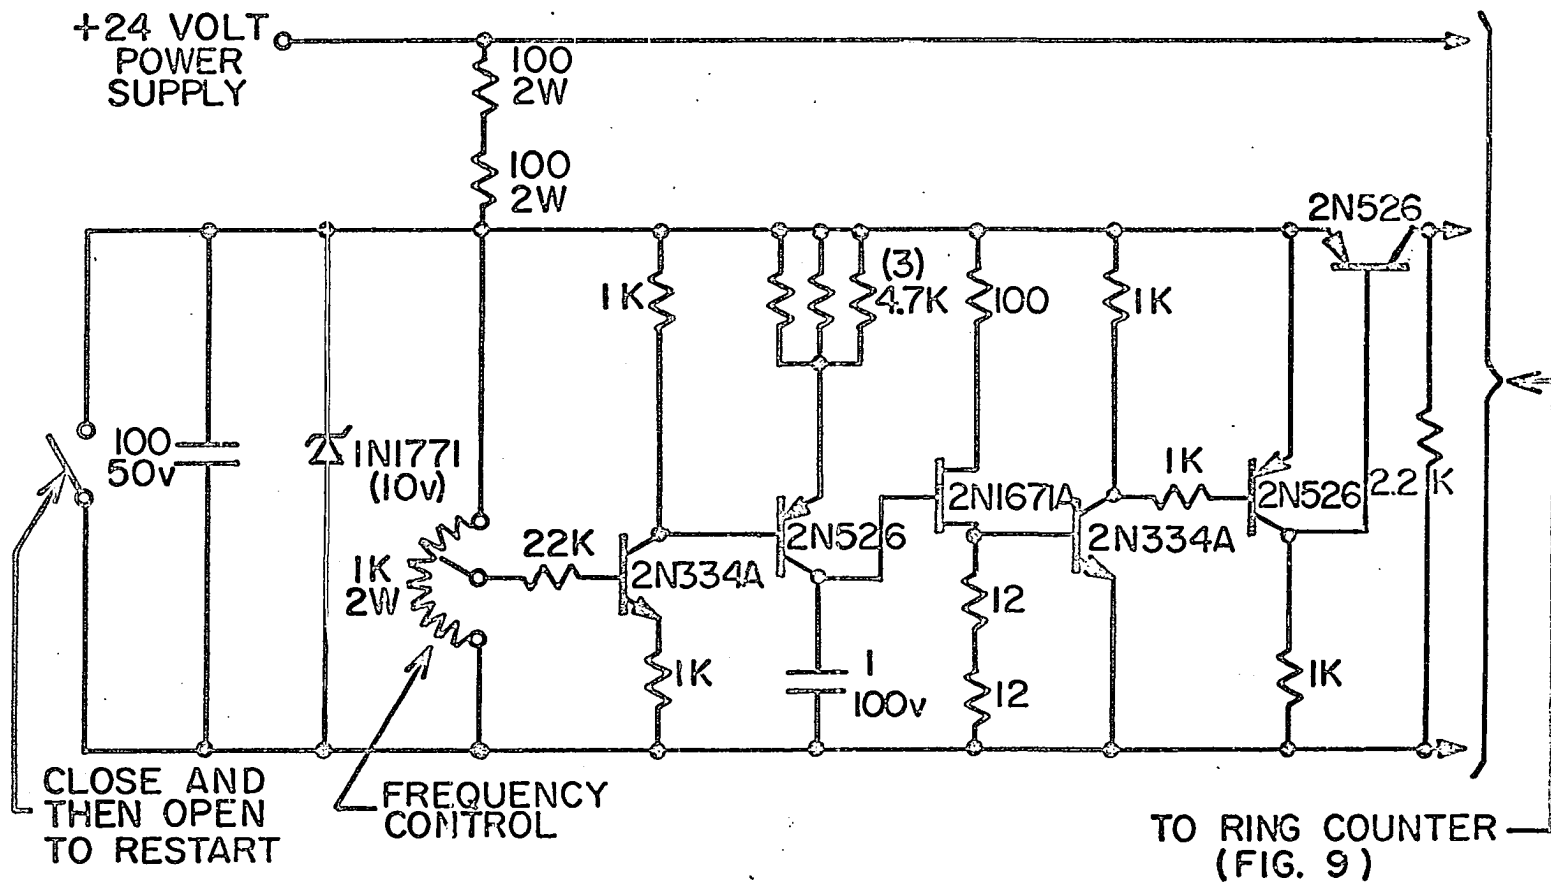 +24 VOLT
POWER
SUPPLY
100
2W
100
2W
2N526
1K
(3)
4.7K
100
1K
100
50v
1N1771
(10v)
1K
2W
22K
2N334A
2N526
2N1671A
2N334A
1K
2N526
2.2K
1K
1
100v
12
12
1K
CLOSE AND
THEN OPEN
TO RESTART
FREQUENCY
CONTROL
TO RING COUNTER
(FIG. 9)